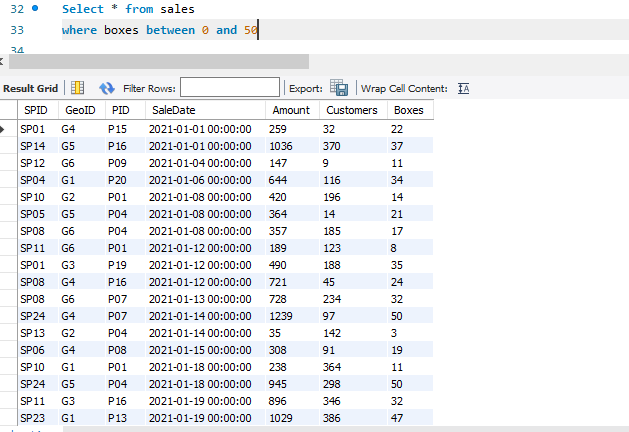 32 Select * from sales
33 where boxes between 0 and 50
34
Result Grid Filter Rows: Export: Wrap Cell Content:
SPID GeoID PID SaleDate Amount Customers Boxes
SP01 G4 P15 2021-01-01 00:00:00 259 32 22
SP14 G5 P16 2021-01-01 00:00:00 1036 370 37
SP12 G6 P09 2021-01-04 00:00:00 147 9 11
SP04 G1 P20 2021-01-06 00:00:00 644 116 34
SP10 G2 P01 2021-01-08 00:00:00 420 196 14
SP05 G5 P04 2021-01-08 00:00:00 364 14 21
SP08 G6 P04 2021-01-08 00:00:00 357 185 17
SP11 G6 P01 2021-01-12 00:00:00 189 123 8
SP01 G3 P19 2021-01-12 00:00:00 490 188 35
SP08 G4 P16 2021-01-12 00:00:00 721 45 24
SP08 G6 P07 2021-01-13 00:00:00 728 234 32
SP24 G4 P07 2021-01-14 00:00:00 1239 97 50
SP13 G2 P04 2021-01-14 00:00:00 35 142 3
SP06 G4 P08 2021-01-15 00:00:00 308 91 19
SP10 G1 P01 2021-01-18 00:00:00 238 364 11
SP24 G5 P04 2021-01-18 00:00:00 945 298 50
SP11 G3 P16 2021-01-19 00:00:00 896 346 32
SP23 G1 P13 2021-01-19 00:00:00 1029 386 47